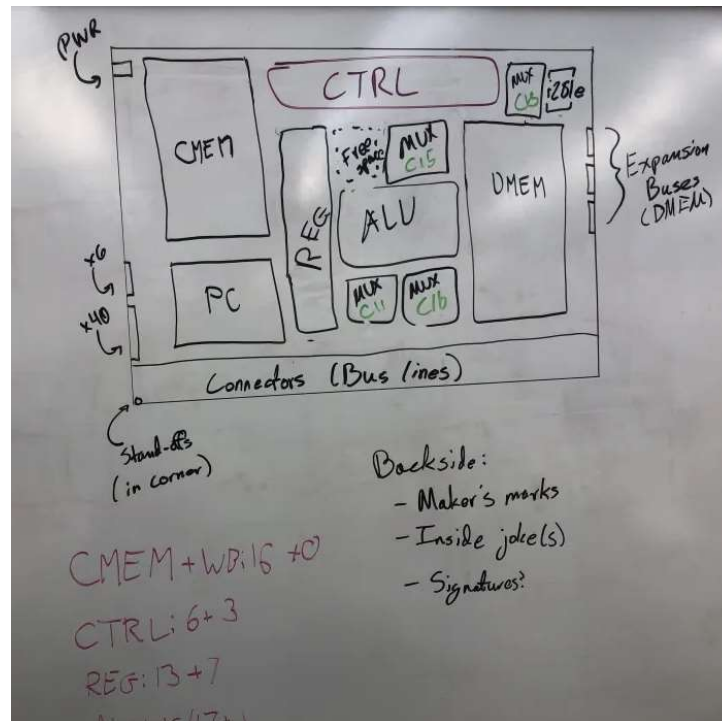 PWR
CTRL
MUX
C13
i281e
CMEM
Free
space
MUX
C15
DMEM
Expansion
Buses
(DMEM)
REG
ALU
x6
PC
MUX
C11
MUX
C16
x40
Connectors (Bus lines)
Stand-offs
(in corner)
Backside:
- Maker's marks
- Inside joke(s)
- Signatures?
CMEM + WB: 16 +0
CTRL: 6+3
REG: 13+7